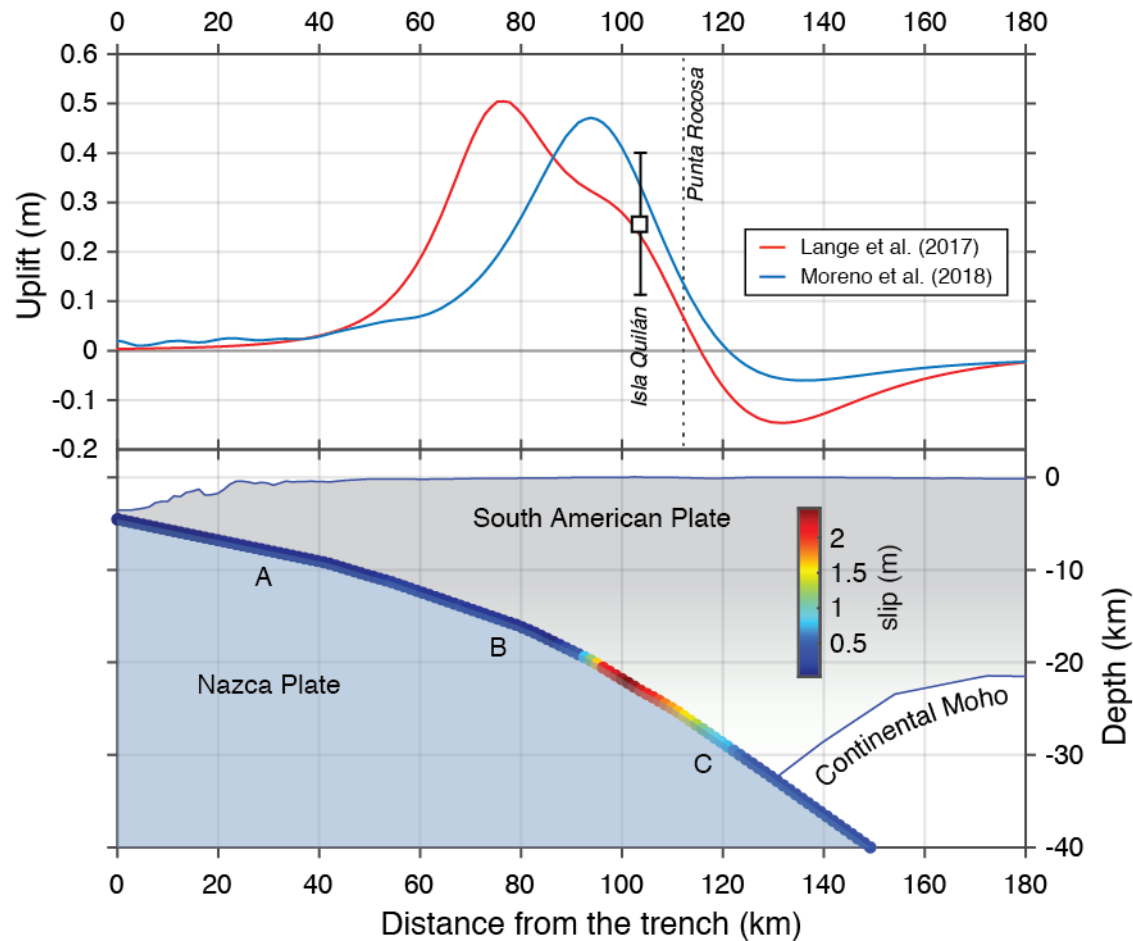 0 20 40 60 80 100 120 140 160 180
0.6
0.5
0.4
0.3
0.2
0.1
0
-0.1
-0.2
Uplift (m)
Punta Rocosa
Isla Quilán
Lange et al. (2017)
Moreno et al. (2018)
South American Plate
Nazca Plate
A
B
C
2
1.5
1
0.5
slip (m)
Continental Moho
0
-10
-20
-30
-40
Depth (km)
0 20 40 60 80 100 120 140 160 180
Distance from the trench (km)